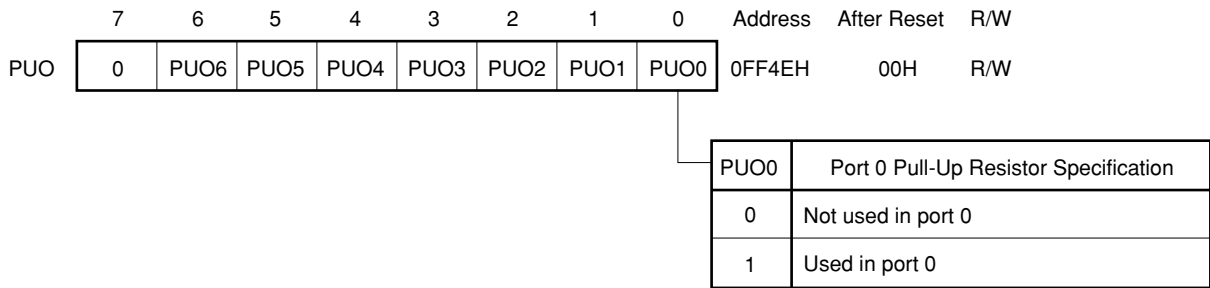 7 6 5 4 3 2 1 0 Address After Reset R/W
PUO 0 PUO6 PUO5 PUO4 PUO3 PUO2 PUO1 PUO0 0FF4EH 00H R/W
PUO0 Port 0 Pull-Up Resistor Specification
0 Not used in port 0
1 Used in port 0